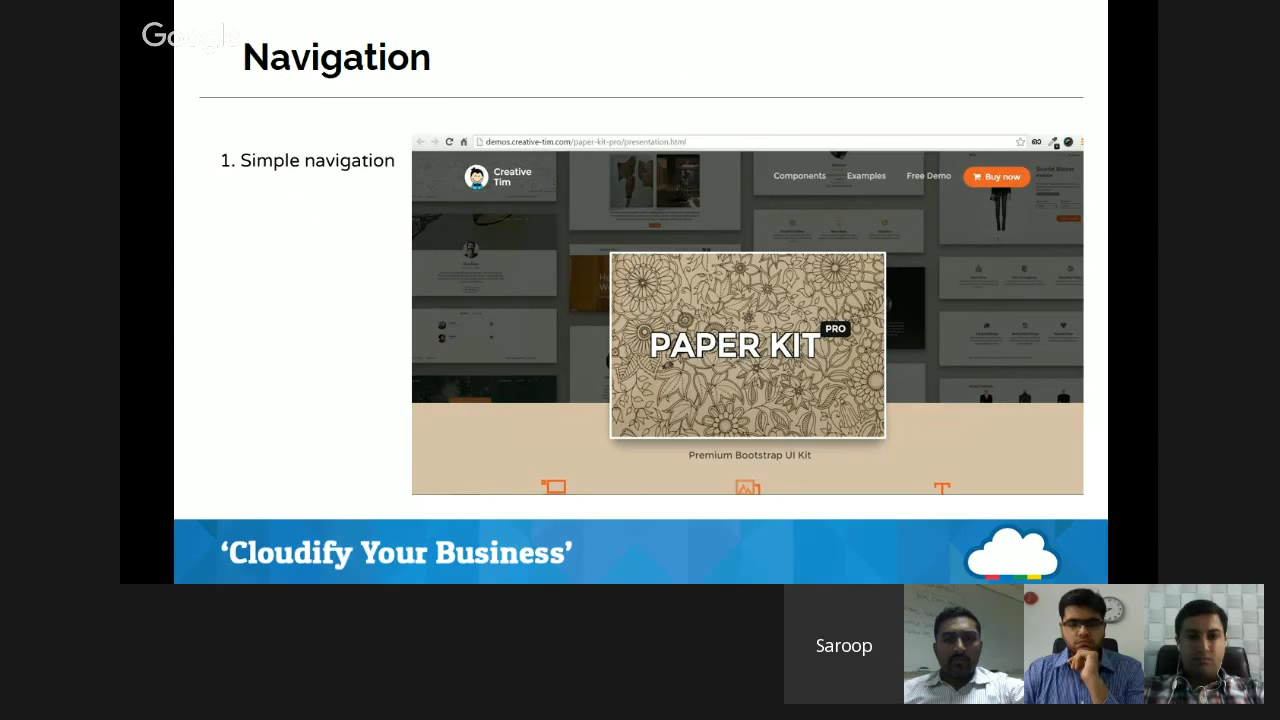 Google
Navigation
1. Simple navigation
demos.creative-tim.com/paper-kit-pro/presentation.html
Creative
Tim
Components Examples Free Demo Buy now
PAPER KIT PRO
Premium Bootstrap UI Kit
‘Cloudify Your Business’
Saroop